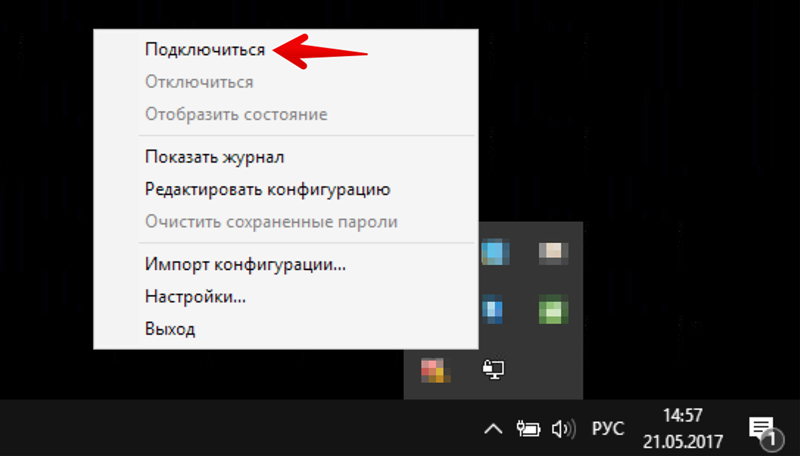 Подключиться
Отключиться
Отобразить состояние
Показать журнал
Редактировать конфигурацию
Очистить сохраненные пароли
Импорт конфигурации...
Настройки...
Выход
РУС
14:57
21.05.2017
1